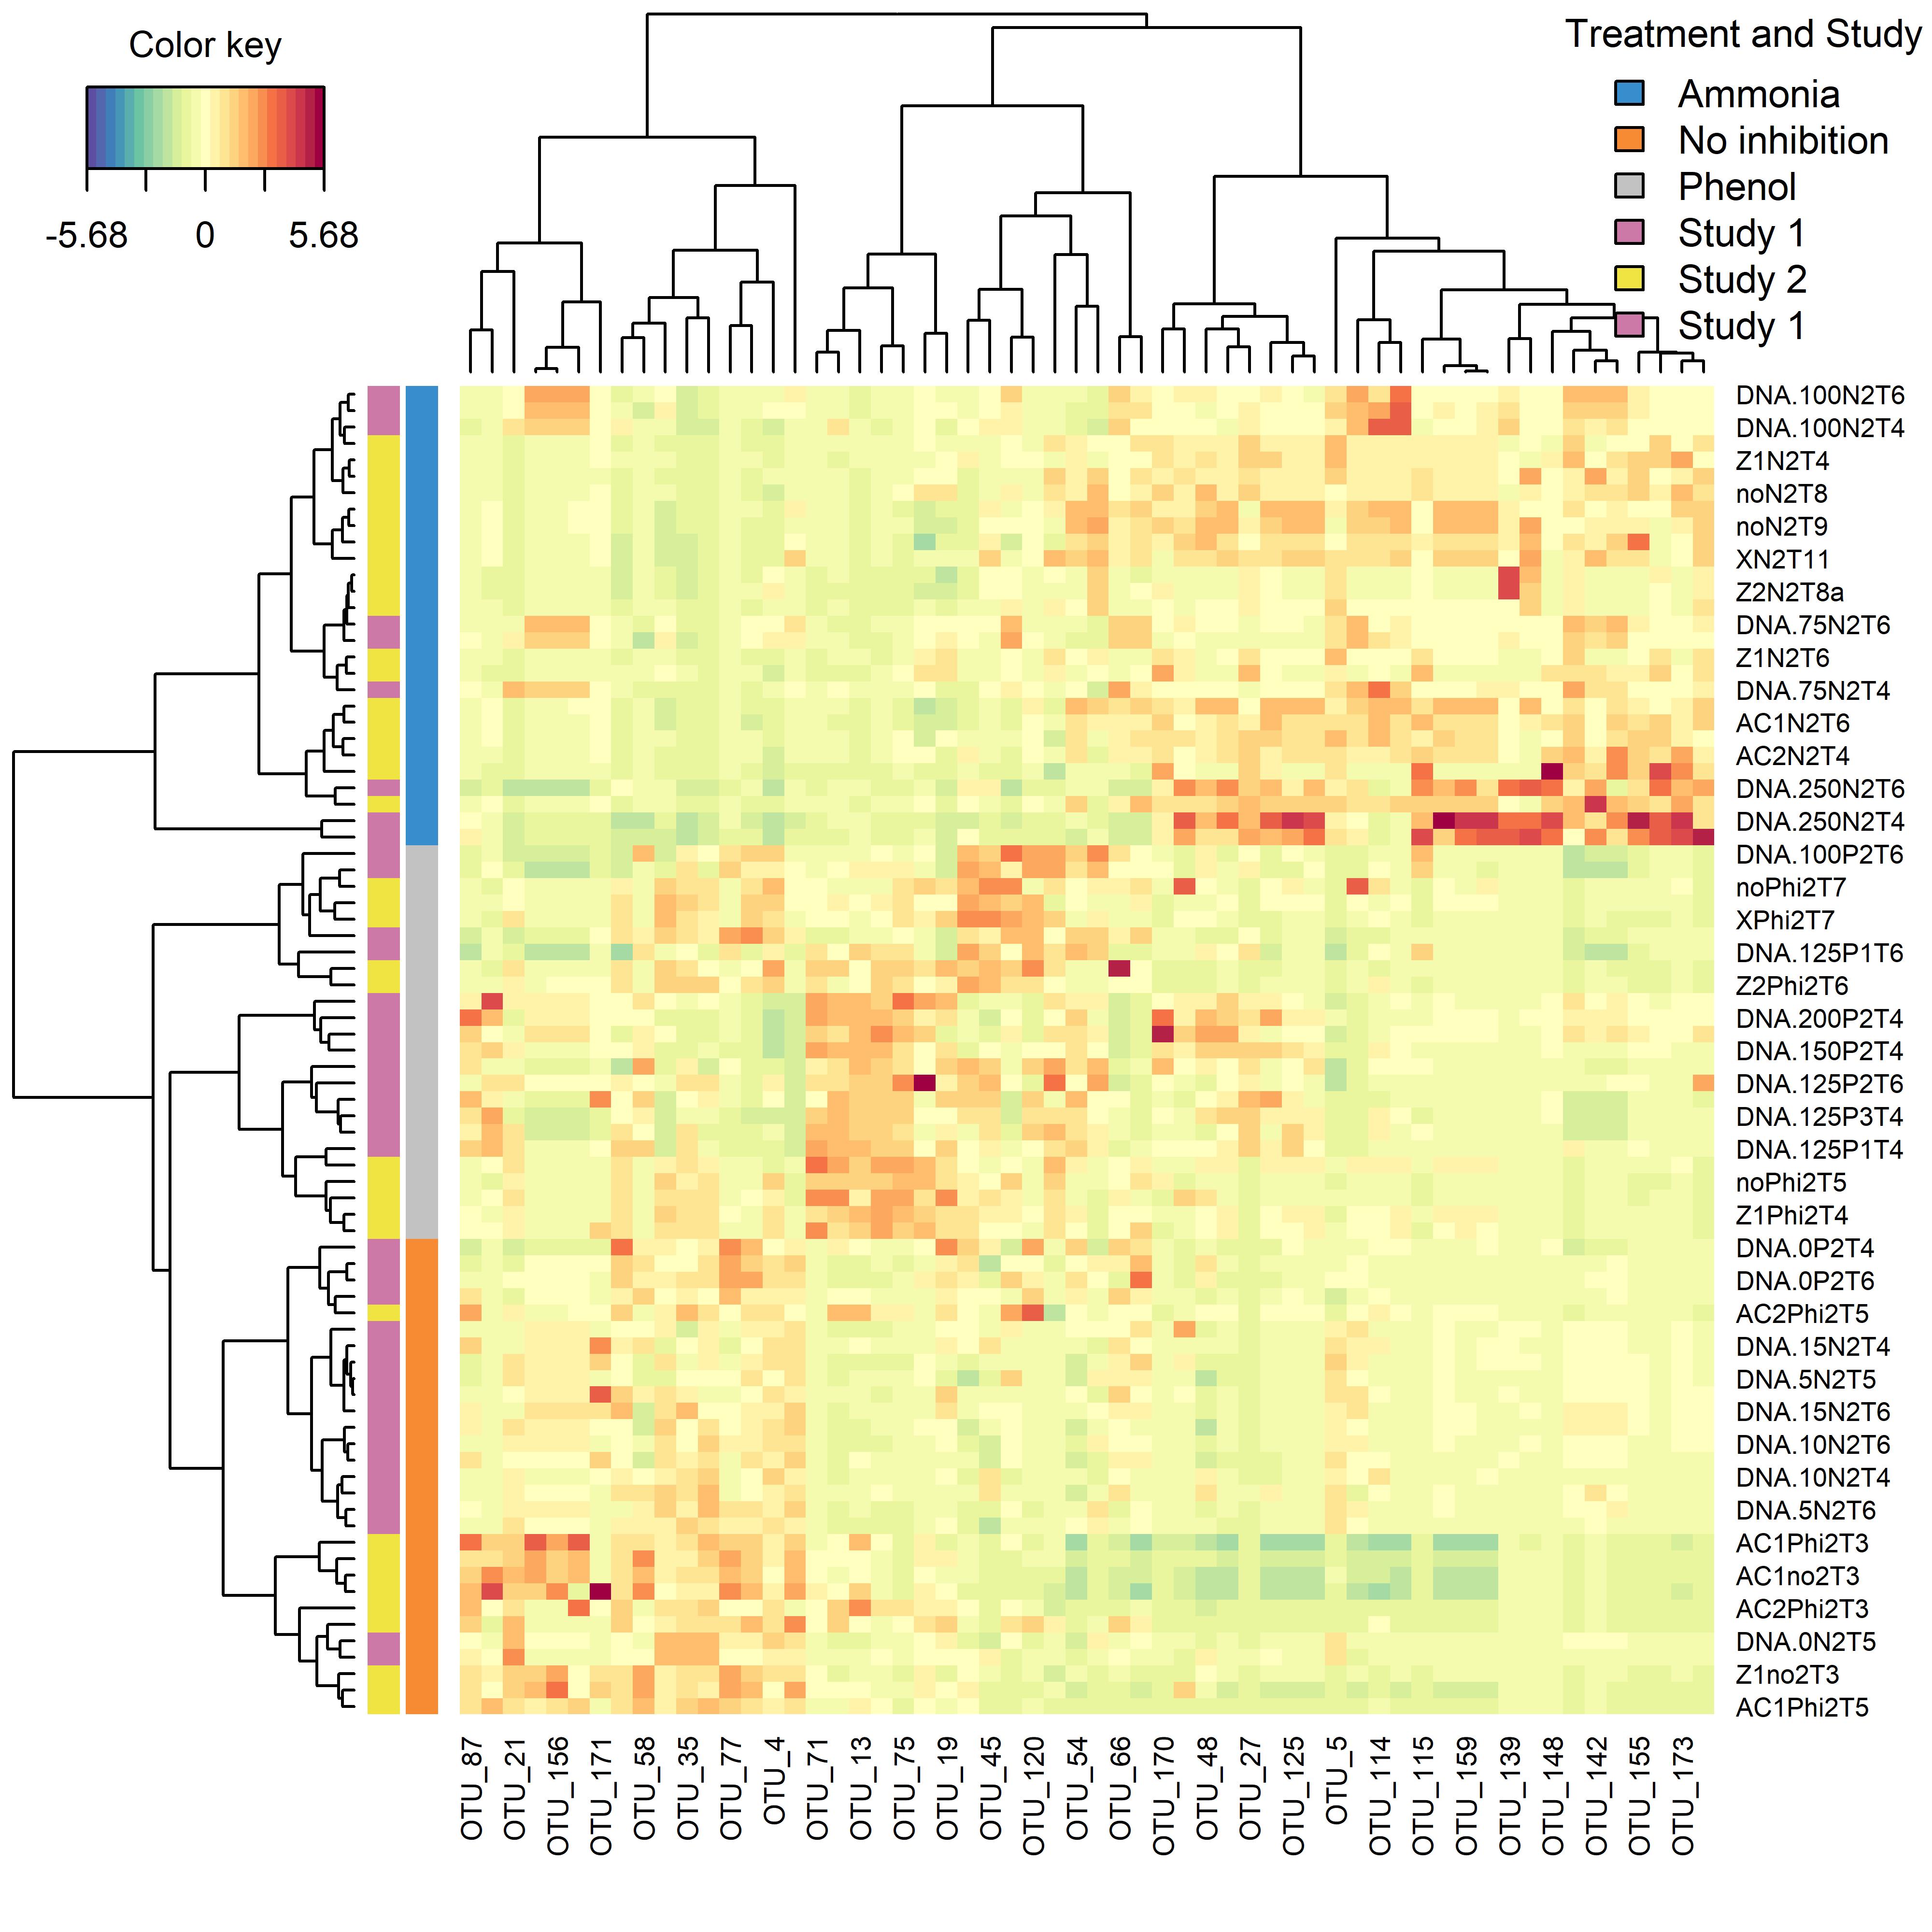 Color key
-5.68 0 5.68
Treatment and Study
Ammonia
No inhibition
Phenol
Study 1
Study 2
Study 1
DNA.100N2T6
DNA.100N2T4
Z1N2T4
noN2T8
noN2T9
XN2T11
Z2N2T8a
DNA.75N2T6
Z1N2T6
DNA.75N2T4
AC1N2T6
AC2N2T4
DNA.250N2T6
DNA.250N2T4
DNA.100P2T6
noPhi2T7
XPhi2T7
DNA.125P1T6
Z2Phi2T6
DNA.200P2T4
DNA.150P2T4
DNA.125P2T6
DNA.125P3T4
DNA.125P1T4
noPhi2T5
Z1Phi2T4
DNA.0P2T4
DNA.0P2T6
AC2Phi2T5
DNA.15N2T4
DNA.5N2T5
DNA.15N2T6
DNA.10N2T6
DNA.10N2T4
DNA.5N2T6
AC1Phi2T3
AC1no2T3
AC2Phi2T3
DNA.0N2T5
Z1no2T3
AC1Phi2T5
OTU_87
OTU_21
OTU_156
OTU_171
OTU_58
OTU_35
OTU_77
OTU_4
OTU_71
OTU_13
OTU_75
OTU_19
OTU_45
OTU_120
OTU_54
OTU_66
OTU_170
OTU_48
OTU_27
OTU_125
OTU_5
OTU_114
OTU_115
OTU_159
OTU_139
OTU_148
OTU_142
OTU_155
OTU_173